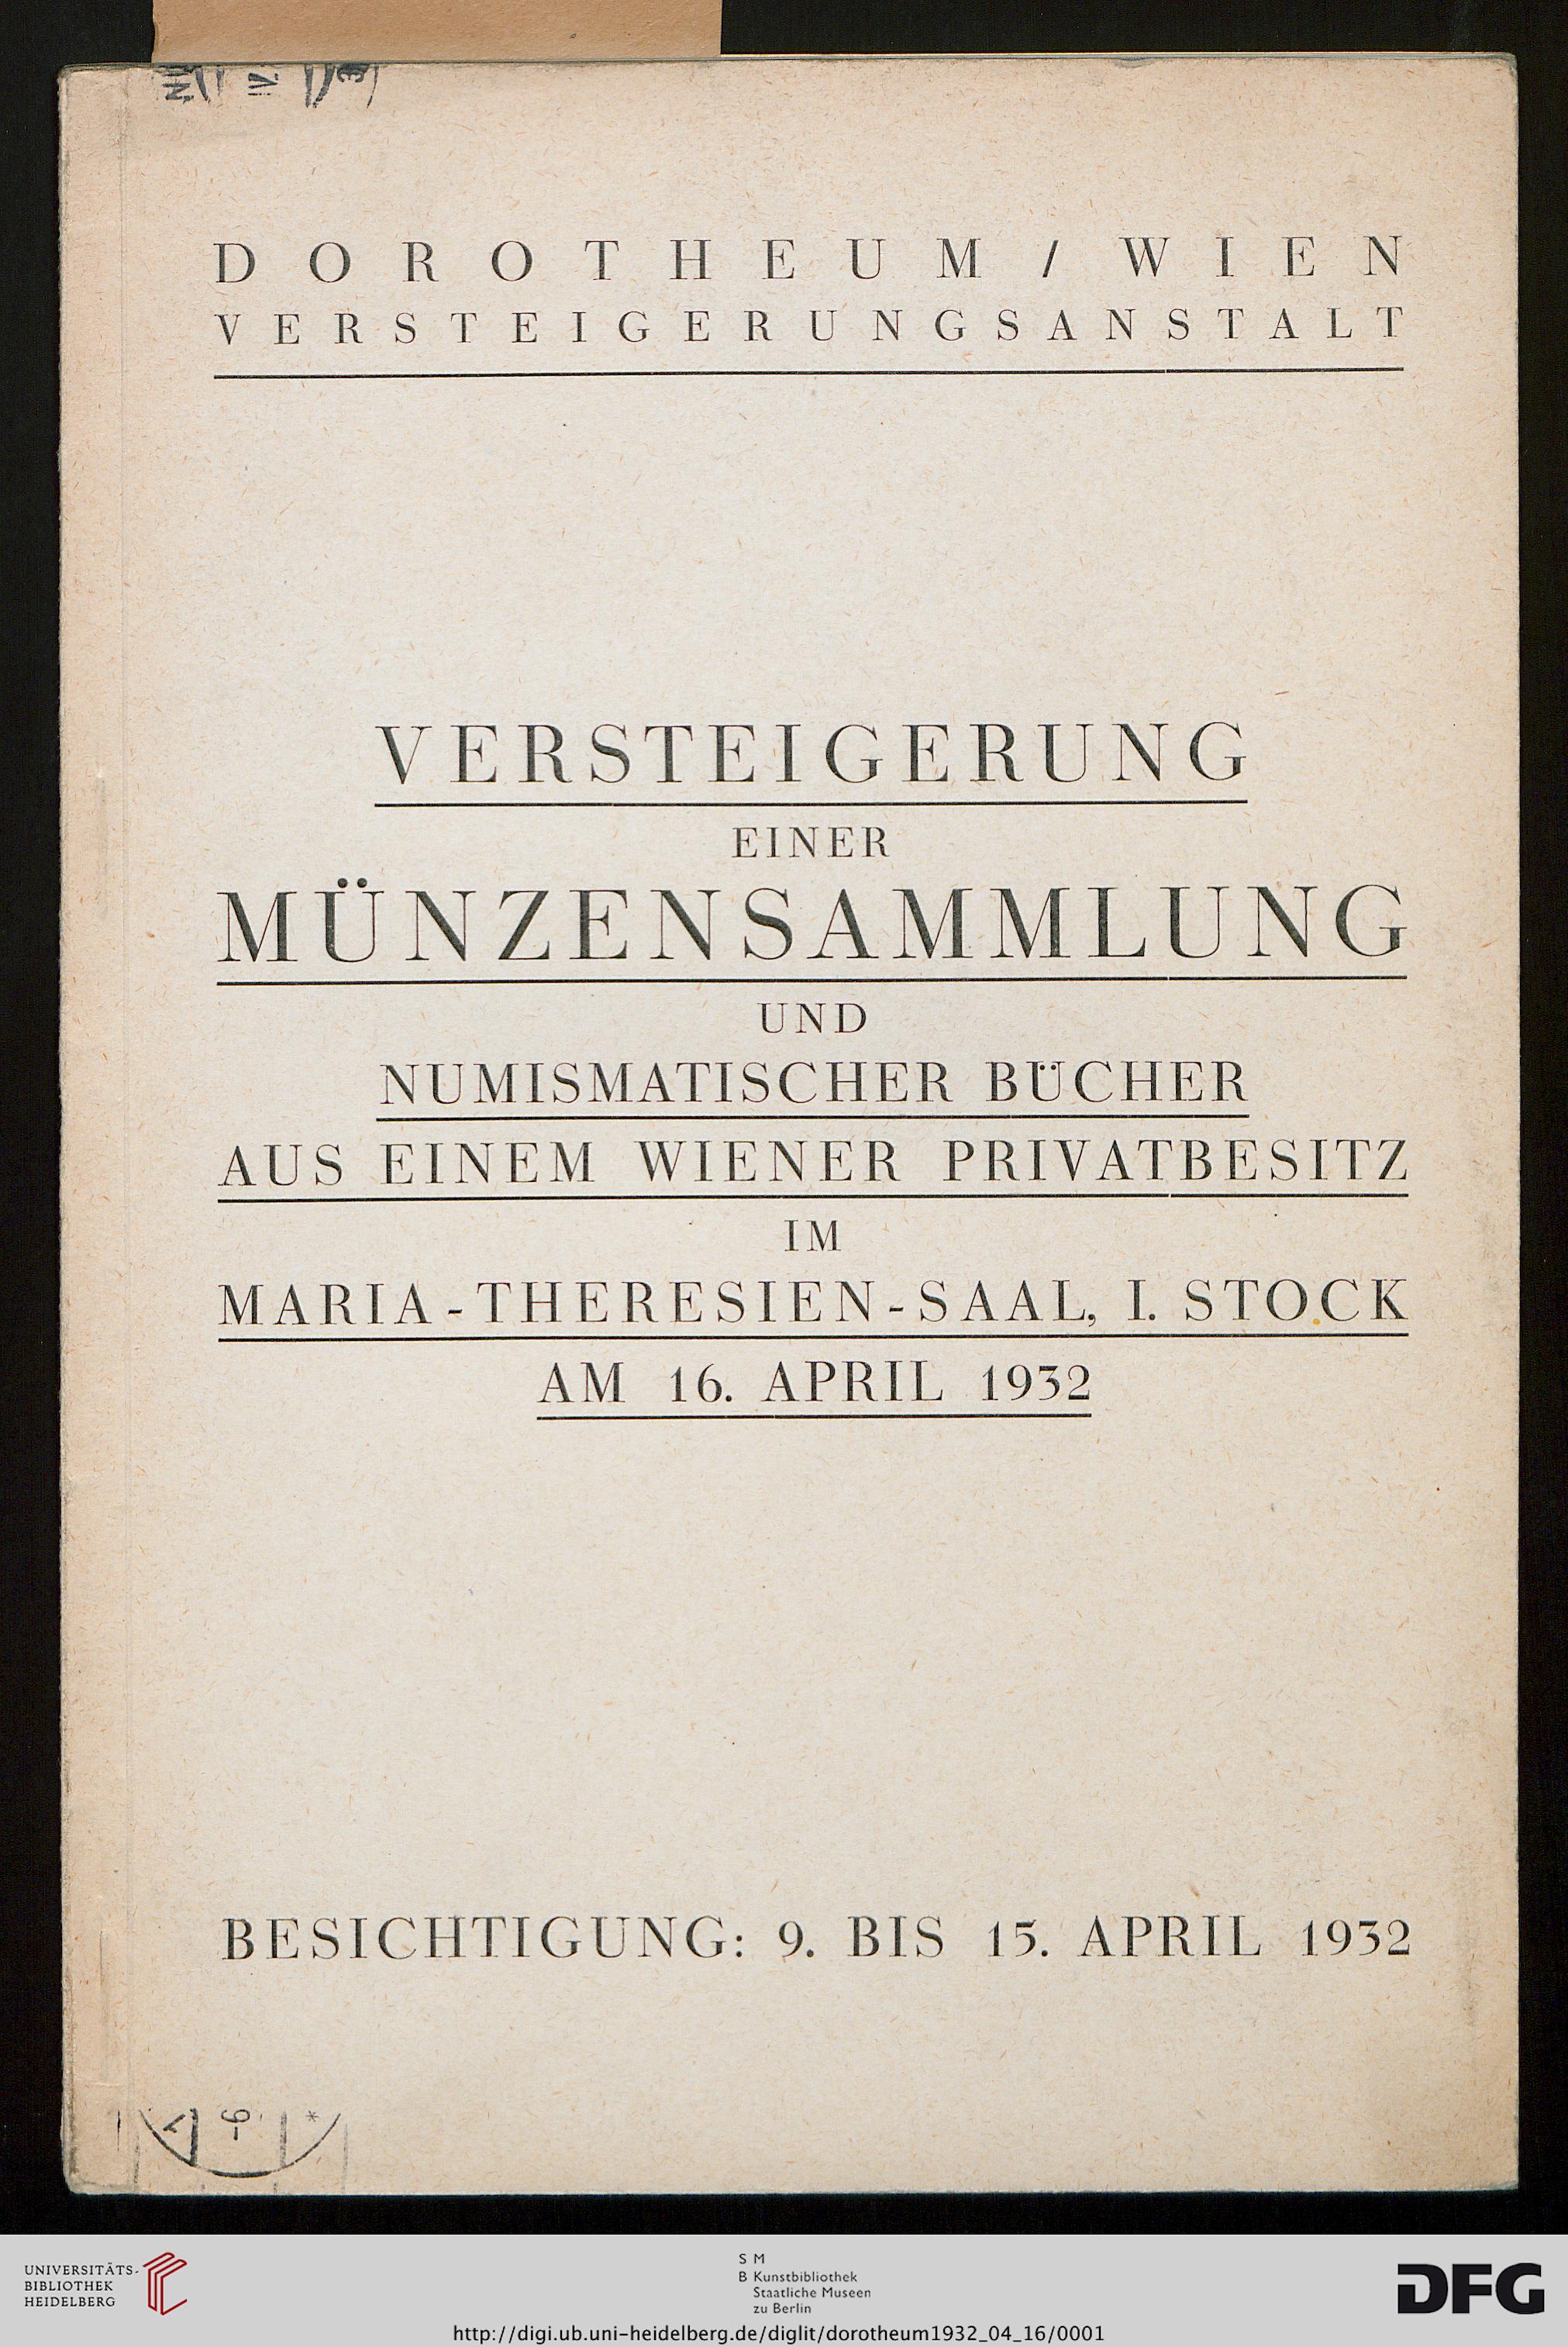 DOROTHEUM / WIEN
VERSTEIGERUNGSANSTALT
VERSTEIGERUNG
EINER
MÜNZENSAMMLUNG
UND
NUMISMATISCHER BÜCHER
AUS EINEM WIENER PRIVATBESITZ
IM
MARIA-THERESIEN-SAAL, I. STOCK
AM 16. APRIL 1932
BESICHTIGUNG: 9. BIS 15. APRIL 1932
UNIVERSITÄTS-
BIBLIOTHEK
HEIDELBERG
S M
B Kunstbibliothek
Staatliche Museen
zu Berlin
DFG
http://digi.ub.uni-heidelberg.de/diglit/dorotheum1932_04_16/0001